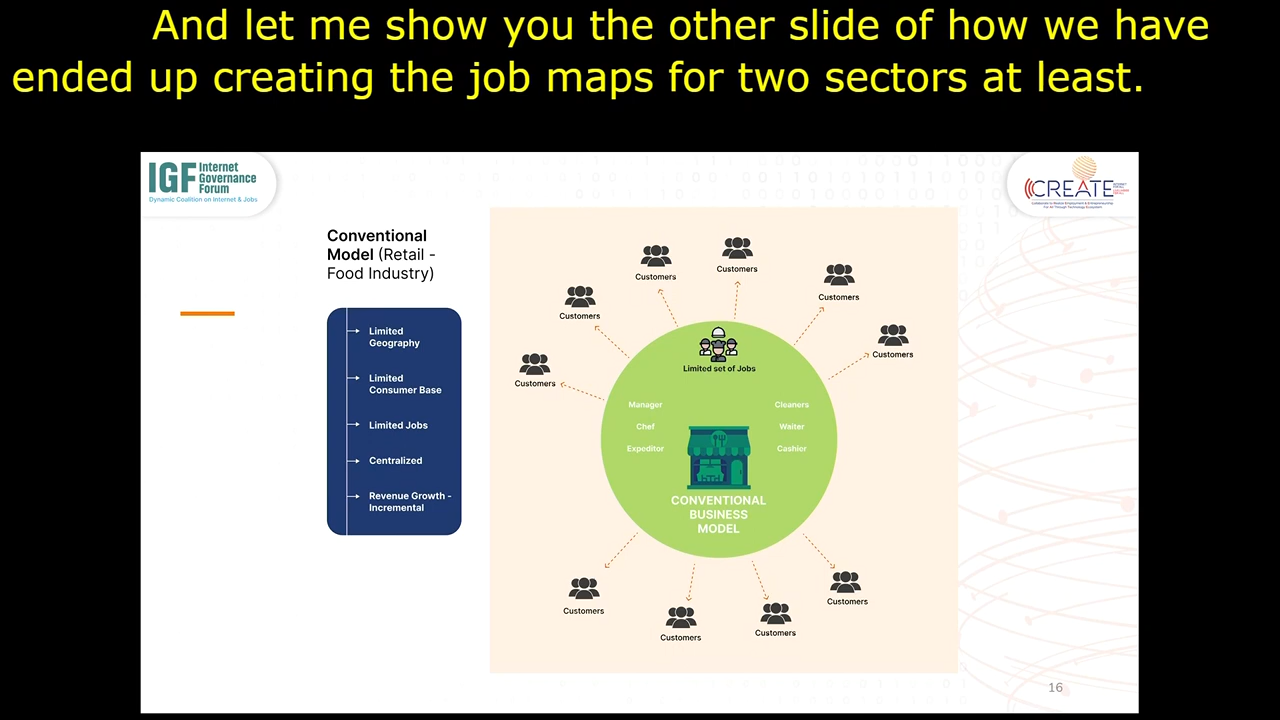 And let me show you the other slide of how we have
ended up creating the job maps for two sectors at least.
IGF
Internet
Governance
Forum
Dynamic Coalition on Internet & Jobs
CREATE
Conventional
Model (Retail -
Food Industry)
Limited
Geography
Limited
Consumer Base
Limited Jobs
Centralized
Revenue Growth -
Incremental
Customers
Customers
Customers
Customers
Customers
Customers
Limited set of Jobs
Manager
Chef
Expeditor
Cleaners
Waiter
Cashier
CONVENTIONAL
BUSINESS
MODEL
Customers
Customers
Customers
Customers
16